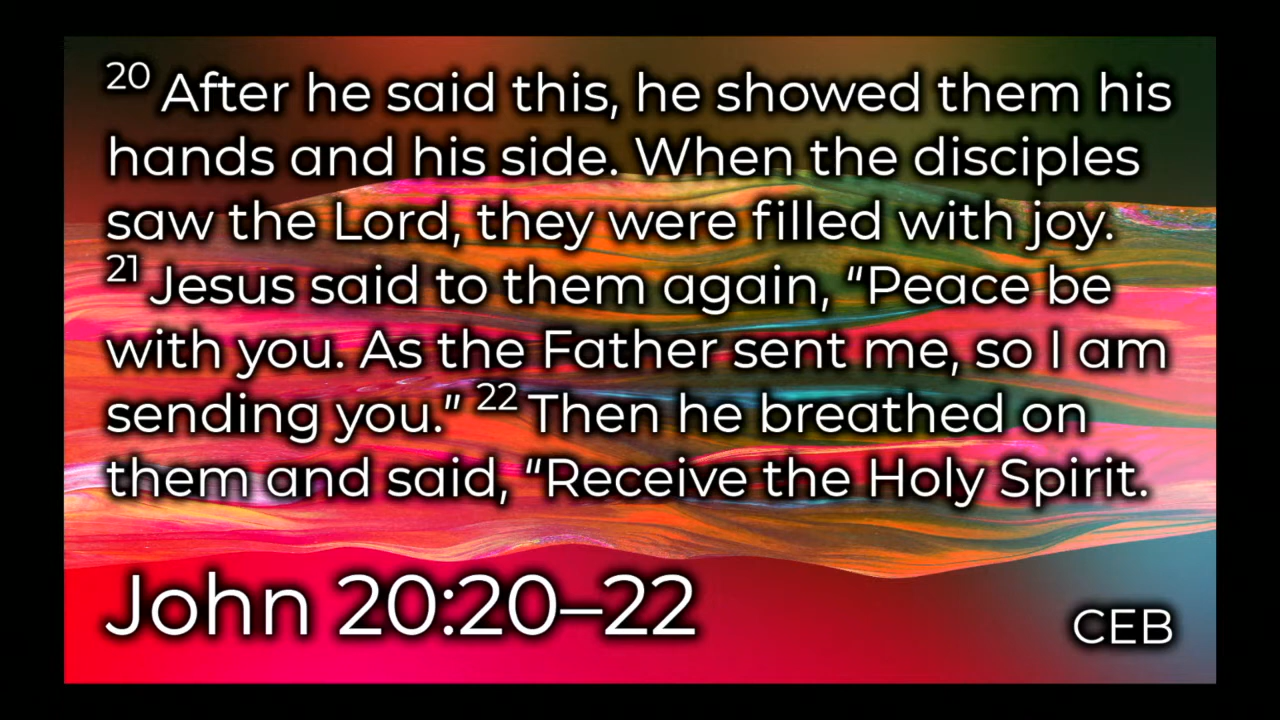 20 After he said this, he showed them his
hands and his side. When the disciples
saw the Lord, they were filled with joy.
21 Jesus said to them again, “Peace be
with you. As the Father sent me, so I am
sending you.” 22 Then he breathed on
them and said, “Receive the Holy Spirit.
John 20:20–22
CEB